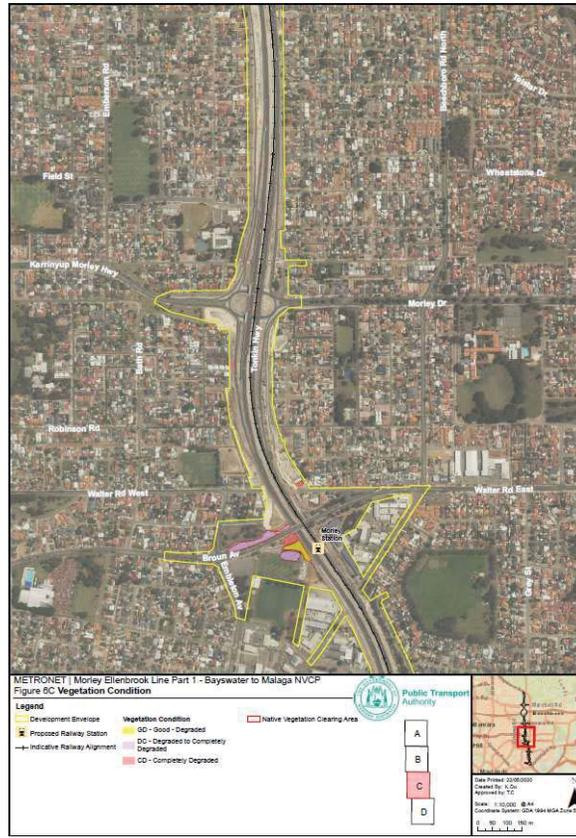 Emberson Rd
Beechboro Rd North
Tontar Dr
Field St
Wheatstone Dr
Karrinyup Morley Hwy
Morley Dr
Tonkin Hwy
Bath Rd
Robinson Rd
Walter Rd West
Walter Rd East
Morley
Station
Broun Av
Embleton Av
Grey St
METRONET | Morley Ellenbrook Line Part 1 - Bayswater to Malaga NVCP
Figure 6C Vegetation Condition
Legend
Development Envelope
Proposed Railway Station
Indicative Railway Alignment
Vegetation Condition
GD - Good - Degraded
DC - Degraded to Completely
Degraded
CD - Completely Degraded
Native Vegetation Clearing Area
Public Transport
Authority
A
B
C
D
Date Printed: 22/05/2020
Created By: K.Ou
Approved by: T.C
Scale: 1:10,000 @ A4
Coordinate System: GDA 1994 MGA Zone
0 50 100 150 m